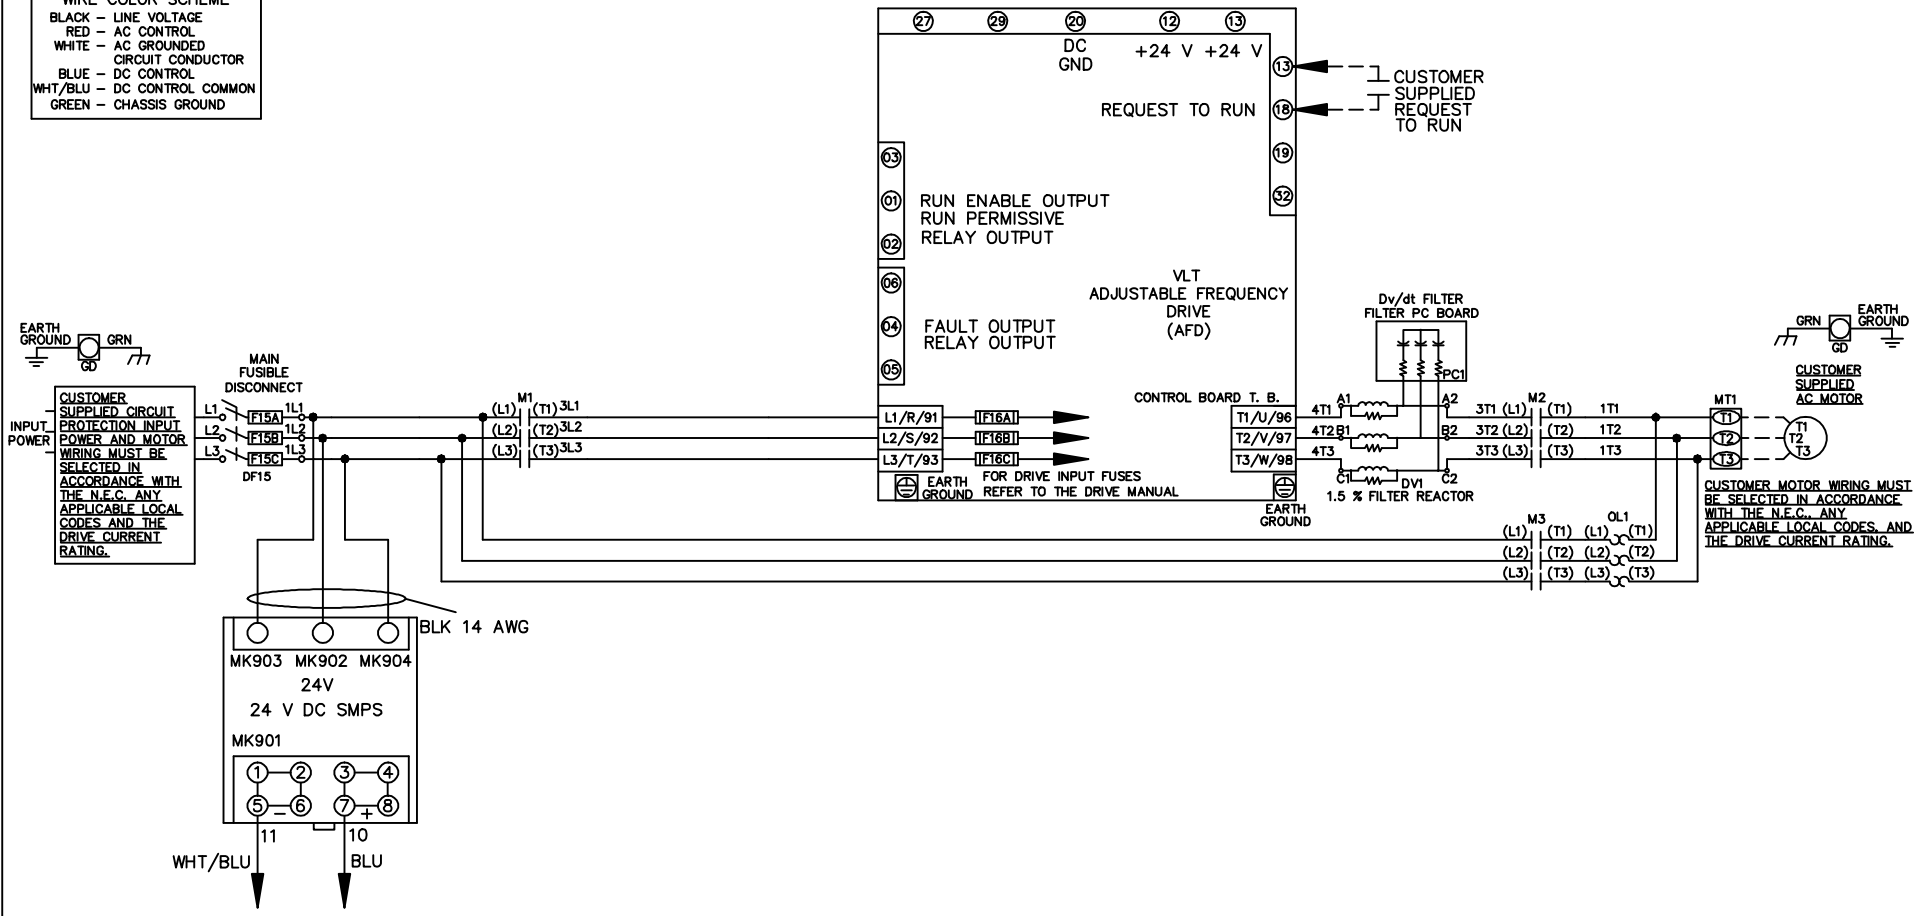 WIRE COLOR SCHEME
BLACK – LINE VOLTAGE
RED – AC CONTROL
WHITE – AC GROUNDED
CIRCUIT CONDUCTOR
BLUE – DC CONTROL
WHT/BLU – DC CONTROL COMMON
GREEN – CHASSIS GROUND
27 29 20 12 13
DC
GND
+24 V +24 V
13
18
19
32
REQUEST TO RUN
CUSTOMER
SUPPLIED
REQUEST
TO RUN
03
01
02
RUN ENABLE OUTPUT
RUN PERMISSIVE
RELAY OUTPUT
06
04
05
FAULT OUTPUT
RELAY OUTPUT
VLT
ADJUSTABLE FREQUENCY
DRIVE
(AFD)
Dv/dt FILTER
FILTER PC BOARD
PC1
EARTH
GROUND
GRN
GD
GRN
EARTH
GROUND
GD
MAIN
FUSIBLE
DISCONNECT
CUSTOMER
SUPPLIED
AC MOTOR
INPUT
POWER
CUSTOMER
SUPPLIED CIRCUIT
PROTECTION INPUT
POWER AND MOTOR
WIRING MUST BE
SELECTED IN
ACCORDANCE WITH
THE N.E.C. ANY
APPLICABLE LOCAL
CODES AND THE
DRIVE CURRENT
RATING.
L1 F15A 1L1
L2 F15B 1L2
L3 F15C 1L3
DF15
M1
(L1) (T1) 3L1
(L2) (T2) 3L2
(L3) (T3) 3L3
L1/R/91 F16A
L2/S/92 F16B
L3/T/93 F16C
EARTH
GROUND
FOR DRIVE INPUT FUSES
REFER TO THE DRIVE MANUAL
CONTROL BOARD T. B.
T1/U/96 4T1 A1 A2
T2/V/97 4T2 B1 B2
T3/W/98 4T3 C1 C2
DV1
1.5 % FILTER REACTOR
EARTH
GROUND
M2
3T1 (L1) (T1) 1T1
3T2 (L2) (T2) 1T2
3T3 (L3) (T3) 1T3
MT1
T1
T2
T3
T1
T2
T3
CUSTOMER MOTOR WIRING MUST
BE SELECTED IN ACCORDANCE
WITH THE N.E.C., ANY
APPLICABLE LOCAL CODES, AND
THE DRIVE CURRENT RATING.
M3 OL1
(L1) (T1) (L1) (T1)
(L2) (T2) (L2) (T2)
(L3) (T3) (L3) (T3)
BLK 14 AWG
MK903 MK902 MK904
24V
24 V DC SMPS
MK901
1 2 3 4
5 – 6 7 + 8
11 10
WHT/BLU BLU